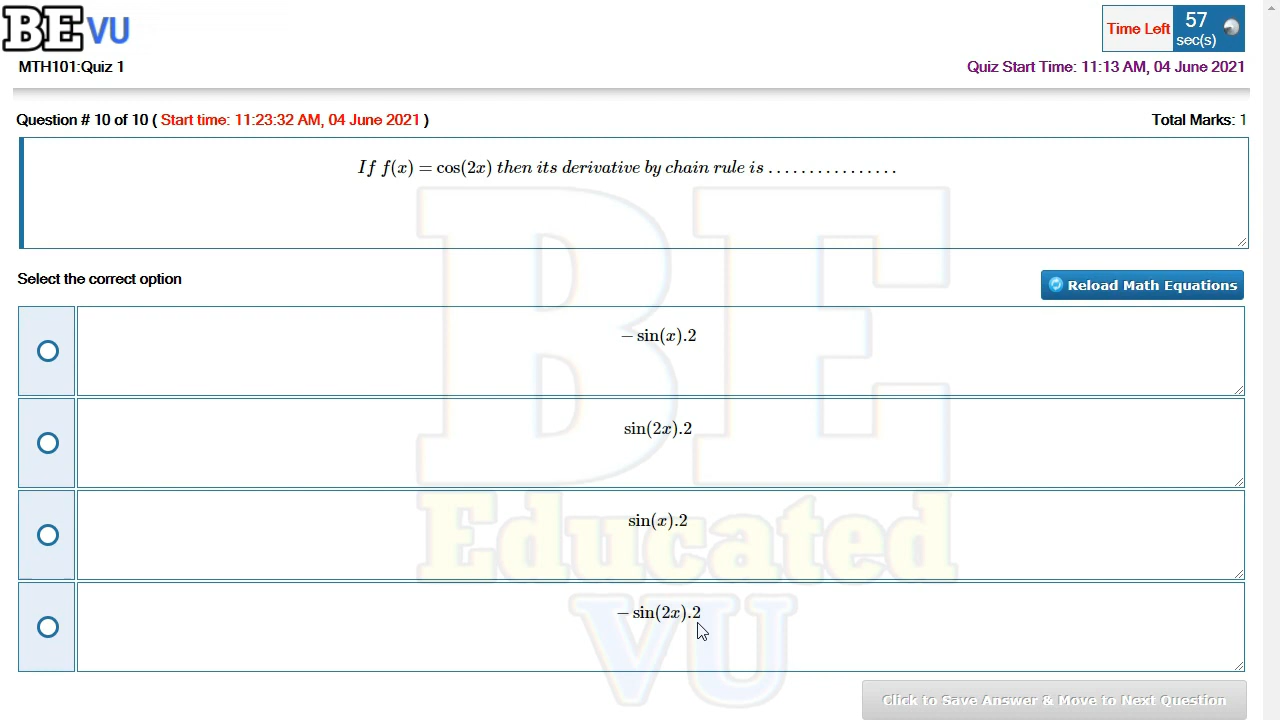 BEVU
Time Left 57 sec(s)
MTH101:Quiz 1
Quiz Start Time: 11:13 AM, 04 June 2021
Question # 10 of 10 ( Start time: 11:23:32 AM, 04 June 2021 )
Total Marks: 1
If f(x) = cos(2x) then its derivative by chain rule is . . . . . . . . . . . . . . . .
Select the correct option
Reload Math Equations
− sin(x).2
sin(2x).2
sin(x).2
− sin(2x).2
BE
Educated
VU
Click to Save Answer & Move to Next Question